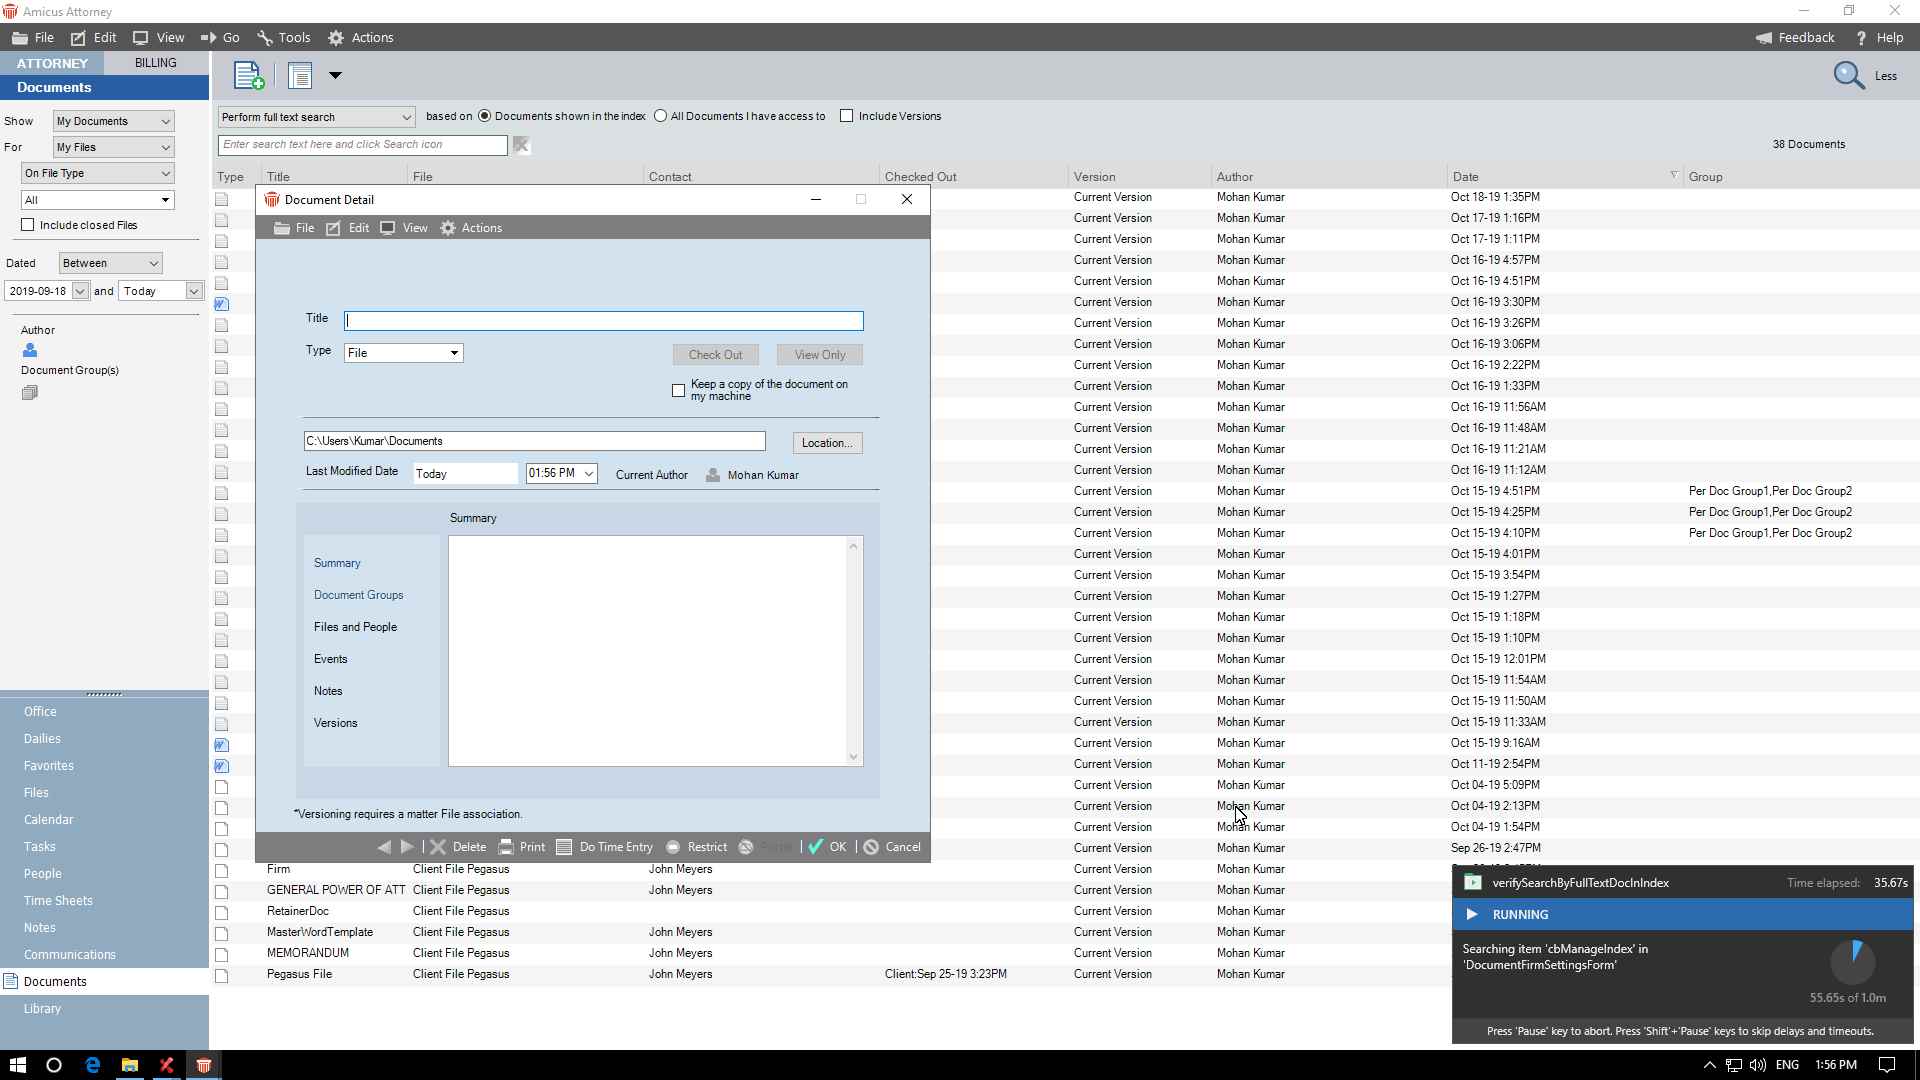 Amicus Attorney
File Edit View Go Tools Actions Feedback ? Help
ATTORNEY BILLING
Documents
Less
Show My Documents
For My Files
On File Type
All
Include closed Files
Dated Between
2019-09-18 and Today
Author
Document Group(s)
Perform full text search based on Documents shown in the index All Documents I have access to Include Versions
Enter search text here and click Search icon
38 Documents
Type Title File Contact Checked Out Version Author Date Group
Current Version Mohan Kumar Oct 18-19 1:35PM
Current Version Mohan Kumar Oct 17-19 1:16PM
Current Version Mohan Kumar Oct 17-19 1:11PM
Current Version Mohan Kumar Oct 16-19 4:57PM
Current Version Mohan Kumar Oct 16-19 4:51PM
Current Version Mohan Kumar Oct 16-19 3:30PM
Current Version Mohan Kumar Oct 16-19 3:26PM
Current Version Mohan Kumar Oct 16-19 3:06PM
Current Version Mohan Kumar Oct 16-19 2:22PM
Current Version Mohan Kumar Oct 16-19 1:33PM
Current Version Mohan Kumar Oct 16-19 11:56AM
Current Version Mohan Kumar Oct 16-19 11:48AM
Current Version Mohan Kumar Oct 16-19 11:21AM
Current Version Mohan Kumar Oct 16-19 11:12AM
Current Version Mohan Kumar Oct 15-19 4:51PM Per Doc Group1,Per Doc Group2
Current Version Mohan Kumar Oct 15-19 4:25PM Per Doc Group1,Per Doc Group2
Current Version Mohan Kumar Oct 15-19 4:10PM Per Doc Group1,Per Doc Group2
Current Version Mohan Kumar Oct 15-19 4:01PM
Current Version Mohan Kumar Oct 15-19 3:54PM
Current Version Mohan Kumar Oct 15-19 1:27PM
Current Version Mohan Kumar Oct 15-19 1:18PM
Current Version Mohan Kumar Oct 15-19 1:10PM
Current Version Mohan Kumar Oct 15-19 12:01PM
Current Version Mohan Kumar Oct 15-19 11:54AM
Current Version Mohan Kumar Oct 15-19 11:50AM
Current Version Mohan Kumar Oct 15-19 11:33AM
Current Version Mohan Kumar Oct 15-19 9:16AM
Current Version Mohan Kumar Oct 11-19 2:54PM
Current Version Mohan Kumar Oct 04-19 5:09PM
Current Version Mohan Kumar Oct 04-19 2:13PM
Current Version Mohan Kumar Oct 04-19 1:54PM
Current Version Mohan Kumar Sep 26-19 2:47PM
Firm Client File Pegasus John Meyers Current Version Mohan Kumar
GENERAL POWER OF ATT Client File Pegasus John Meyers Current Version Mohan Kumar
RetainerDoc Client File Pegasus Current Version Mohan Kumar
MasterWordTemplate Client File Pegasus John Meyers Current Version Mohan Kumar
MEMORANDUM Client File Pegasus John Meyers Current Version Mohan Kumar
Pegasus File Client File Pegasus John Meyers Client:Sep 25-19 3:23PM Current Version Mohan Kumar
Document Detail
File Edit View Actions
Title
Type File Check Out View Only
Keep a copy of the document on
my machine
C:\Users\Kumar\Documents Location...
Last Modified Date Today 01:56 PM Current Author Mohan Kumar
Summary
Summary
Document Groups
Files and People
Events
Notes
Versions
*Versioning requires a matter File association.
Delete Print Do Time Entry Restrict OK Cancel
Office
Dailies
Favorites
Files
Calendar
Tasks
People
Time Sheets
Notes
Communications
Documents
Library
verifySearchByFullTextDocInIndex Time elapsed: 35.67s
RUNNING
Searching item 'cbManageIndex' in
'DocumentFirmSettingsForm'
55.65s of 1.0m
Press 'Pause' key to abort. Press 'Shift'+'Pause' keys to skip delays and timeouts.
ENG 1:56 PM